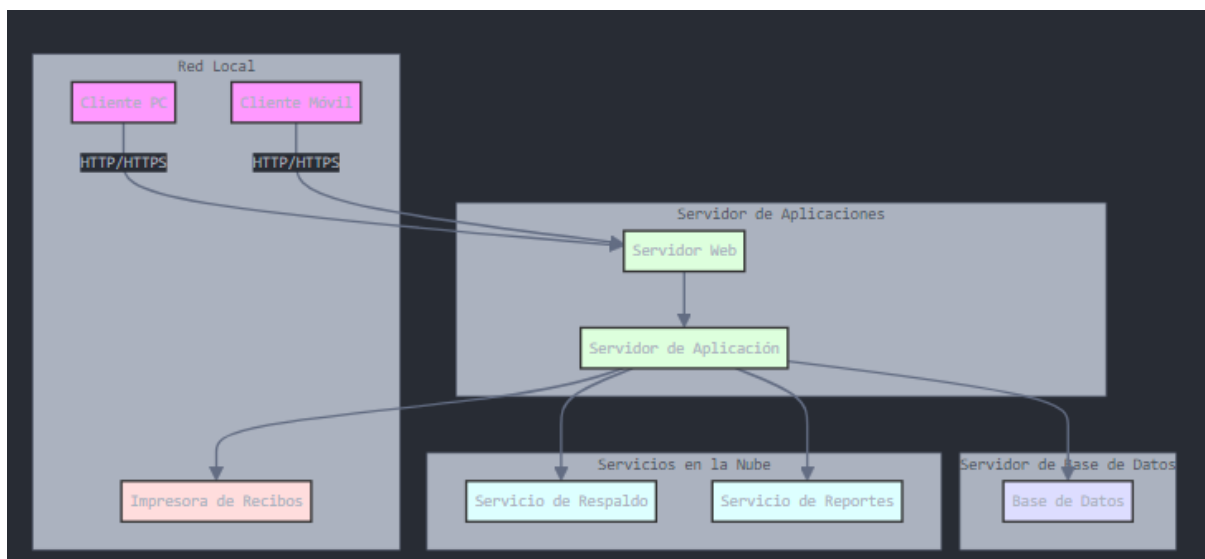 Red Local
Cliente PC
Cliente Móvil
HTTP/HTTPS
HTTP/HTTPS
Servidor de Aplicaciones
Servidor Web
Servidor de Aplicación
Impresora de Recibos
Servicios en la Nube
Servicio de Respaldo
Servicio de Reportes
Servidor de Base de Datos
Base de Datos